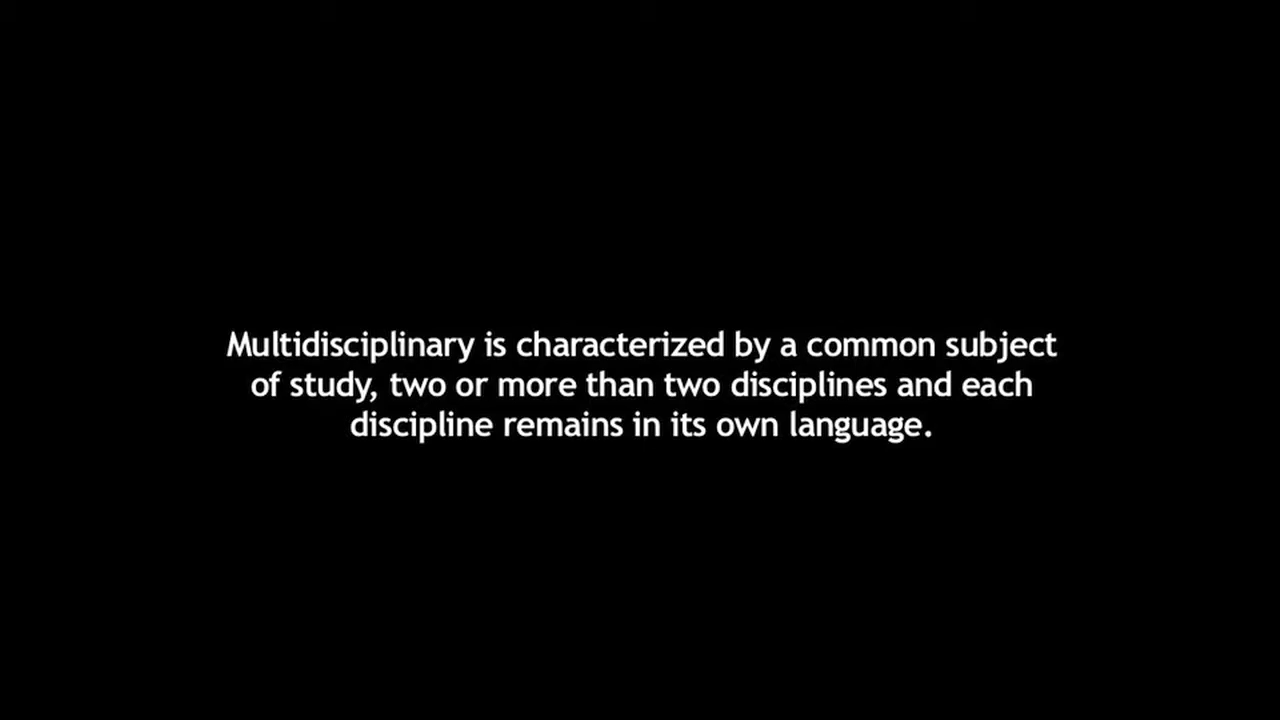 Multidisciplinary is characterized by a common subject
of study, two or more than two disciplines and each
discipline remains in its own language.